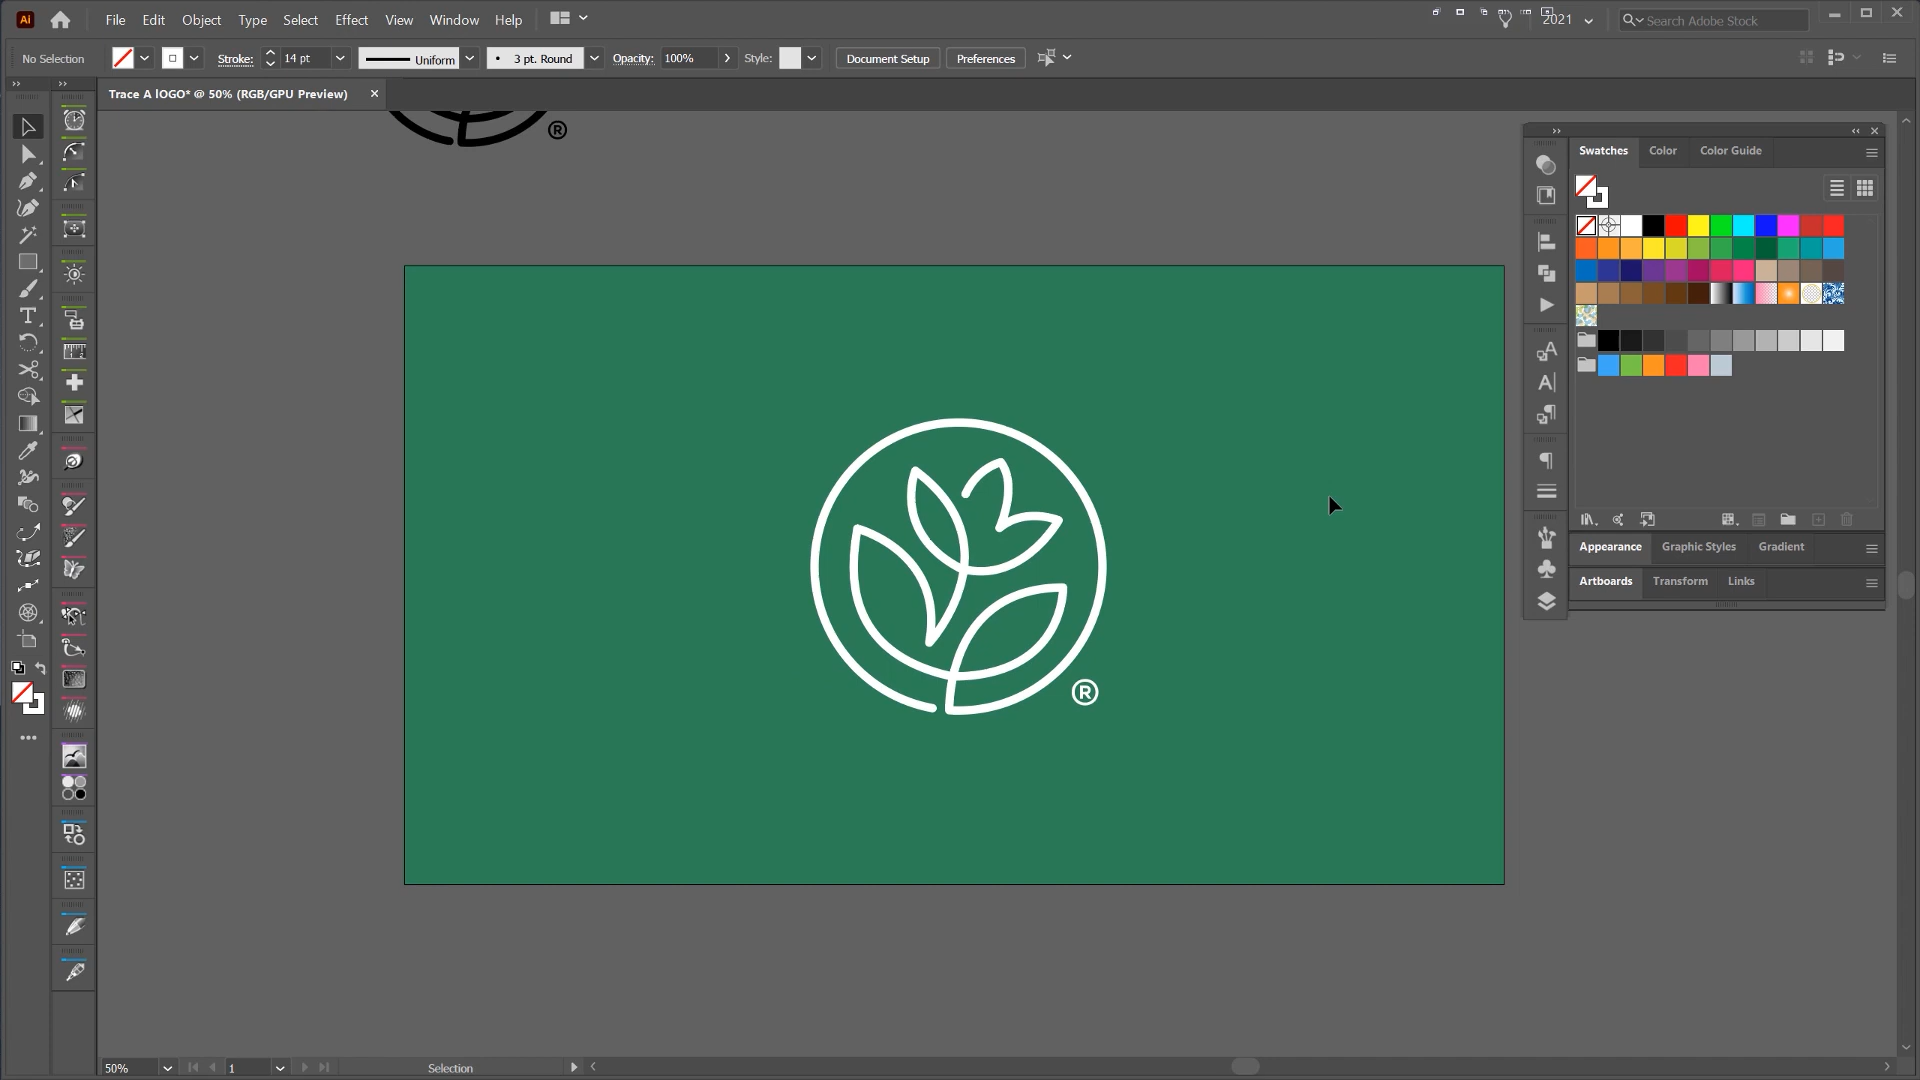 Ai File Edit Object Type Select Effect View Window Help 2021 Search Adobe Stock
No Selection Stroke: 14 pt Uniform 3 pt. Round Opacity: 100% Style: Document Setup Preferences
Trace A lOGO* @ 50% (RGB/GPU Preview)
®
Swatches Color Color Guide
®
Appearance Graphic Styles Gradient
Artboards Transform Links
50% 1 Selection